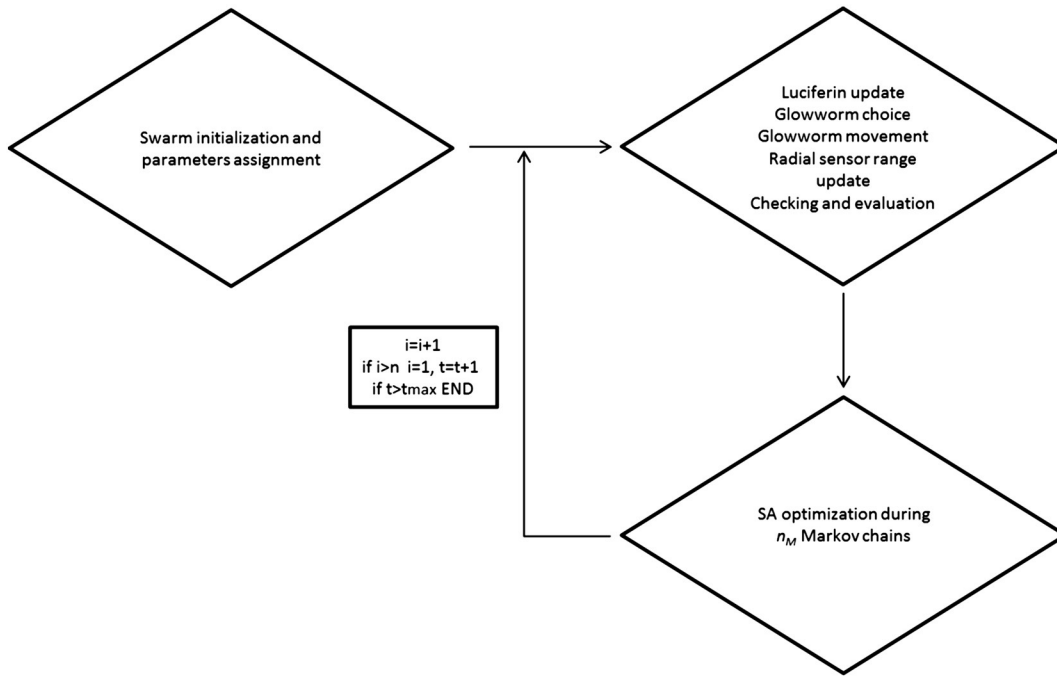 Swarm initialization and
parameters assignment
Luciferin update
Glowworm choice
Glowworm movement
Radial sensor range
update
Checking and evaluation
i=i+1
if i>n i=1, t=t+1
if t>tmax END
SA optimization during
n_M Markov chains